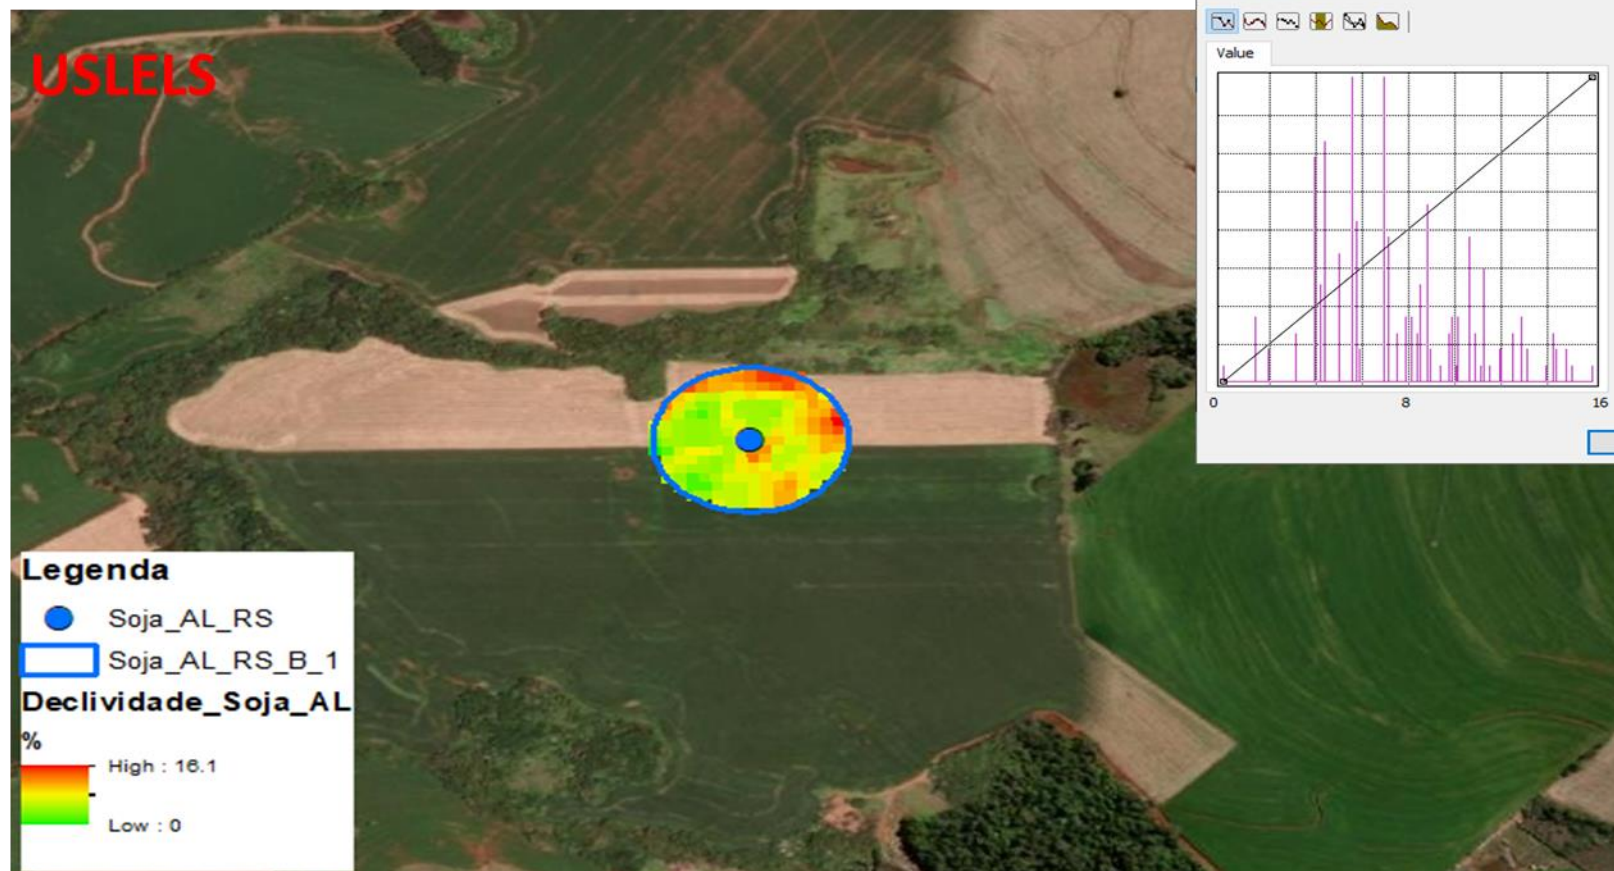 USLELS
Value
0 8 16
Legenda
Soja_AL_RS
Soja_AL_RS_B_1
Declividade_Soja_AL
%
High : 16.1
Low : 0